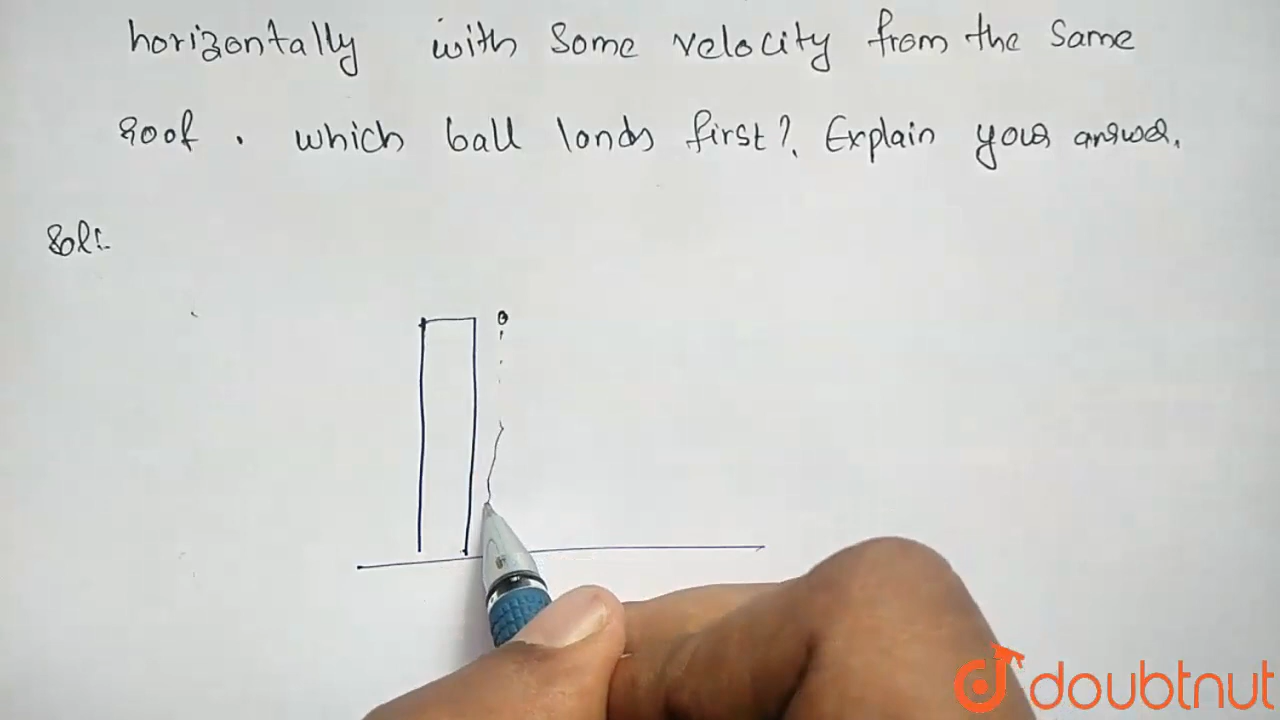 horizontally with some velocity from the same
roof. which ball lands first?. Explain your answer.
Sol:
doubtnut